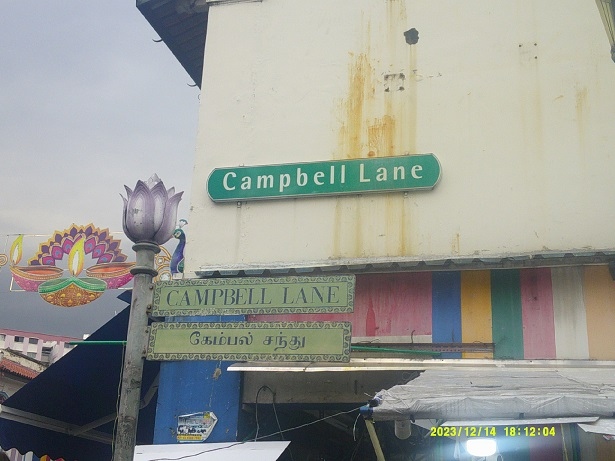 Campbell Lane
CAMPBELL LANE
கேம்பல் சந்து
2023/12/14 18:12:04